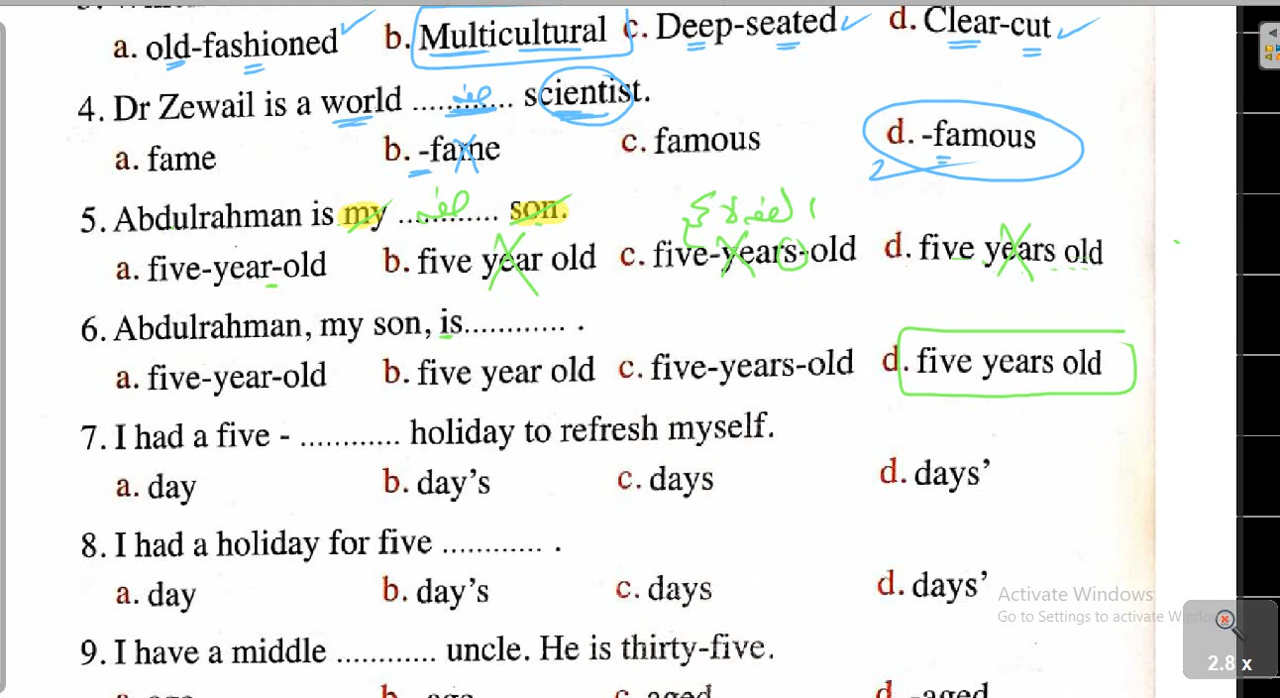 a. old-fashioned b. Multicultural c. Deep-seated d. Clear-cut
4. Dr Zewail is a world ............ scientist.
a. fame b. -fame c. famous d. -famous
5. Abdulrahman is my ............ son.
a. five-year-old b. five year old c. five-years-old d. five years old
6. Abdulrahman, my son, is............ .
a. five-year-old b. five year old c. five-years-old d. five years old
7. I had a five - ............ holiday to refresh myself.
a. day b. day's c. days d. days’
8. I had a holiday for five ............ .
a. day b. day's c. days d. days’
9. I have a middle ............ uncle. He is thirty-five.
c. aged d. -aged
Activate Windows
Go to Settings to activate
2.8 x